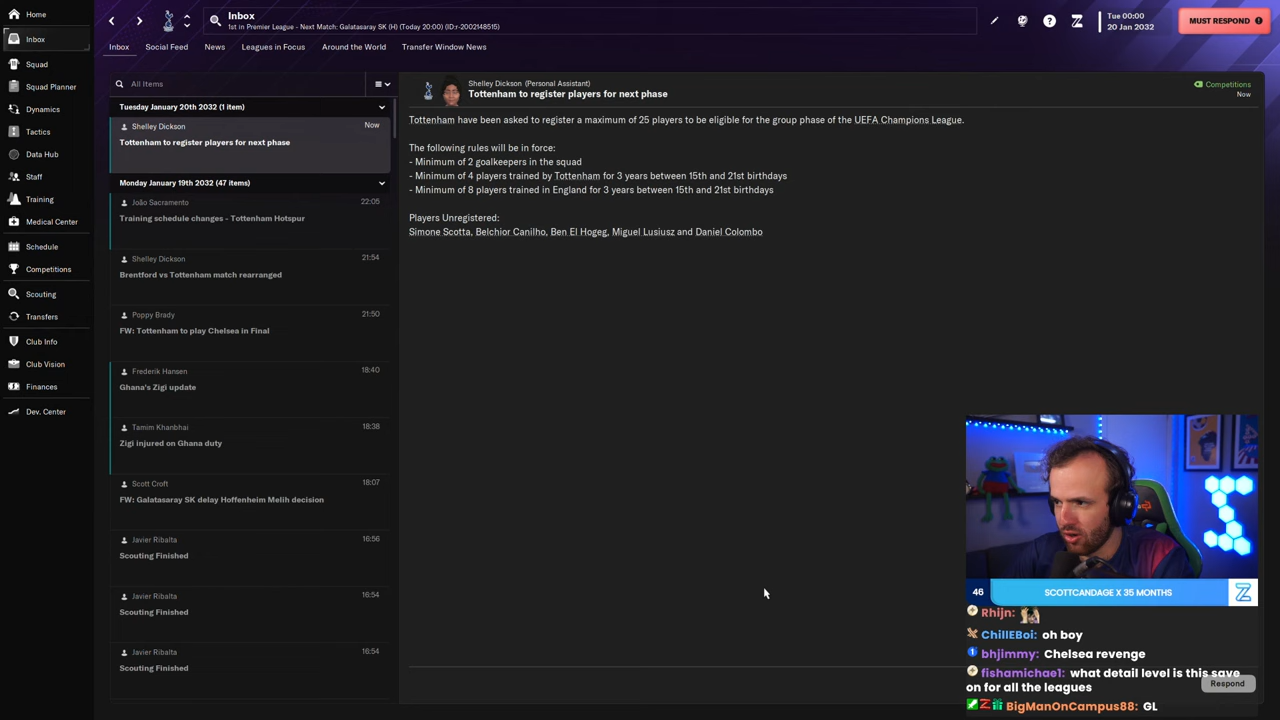 Home
Inbox
Squad
Squad Planner
Dynamics
Tactics
Data Hub
Staff
Training
Medical Center
Schedule
Competitions
Scouting
Transfers
Club Info
Club Vision
Finances
Dev. Center
Inbox
1st in Premier League - Next Match: Galatasaray SK (H) (Today 20:00) (ID:r-2002148515)
Tue 00:00
20 Jan 2032
MUST RESPOND
Inbox
Social Feed
News
Leagues in Focus
Around the World
Transfer Window News
All Items
Tuesday January 20th 2032 (1 item)
Shelley Dickson
Now
Tottenham to register players for next phase
Monday January 19th 2032 (47 items)
João Sacramento
22:05
Training schedule changes - Tottenham Hotspur
Shelley Dickson
21:54
Brentford vs Tottenham match rearranged
Poppy Brady
21:50
FW: Tottenham to play Chelsea in Final
Frederik Hansen
18:40
Ghana's Zigi update
Tamim Khanbhai
18:38
Zigi injured on Ghana duty
Scott Croft
18:07
FW: Galatasaray SK delay Hoffenheim Melih decision
Javier Ribalta
16:56
Scouting Finished
Javier Ribalta
16:54
Scouting Finished
Javier Ribalta
16:54
Scouting Finished
Shelley Dickson (Personal Assistant)
Tottenham to register players for next phase
Competitions
Now
Tottenham have been asked to register a maximum of 25 players to be eligible for the group phase of the UEFA Champions League.
The following rules will be in force:
- Minimum of 2 goalkeepers in the squad
- Minimum of 4 players trained by Tottenham for 3 years between 15th and 21st birthdays
- Minimum of 8 players trained in England for 3 years between 15th and 21st birthdays
Players Unregistered:
Simone Scotta, Belchior Canilho, Ben El Hogeg, Miguel Lusiusz and Daniel Colombo
46
SCOTTCANDAGE X 35 MONTHS
Rhijn:
ChillEBoi: oh boy
bhjimmy: Chelsea revenge
fishamichae1: what detail level is this save
on for all the leagues
Respond
BigManOnCampus88: GL